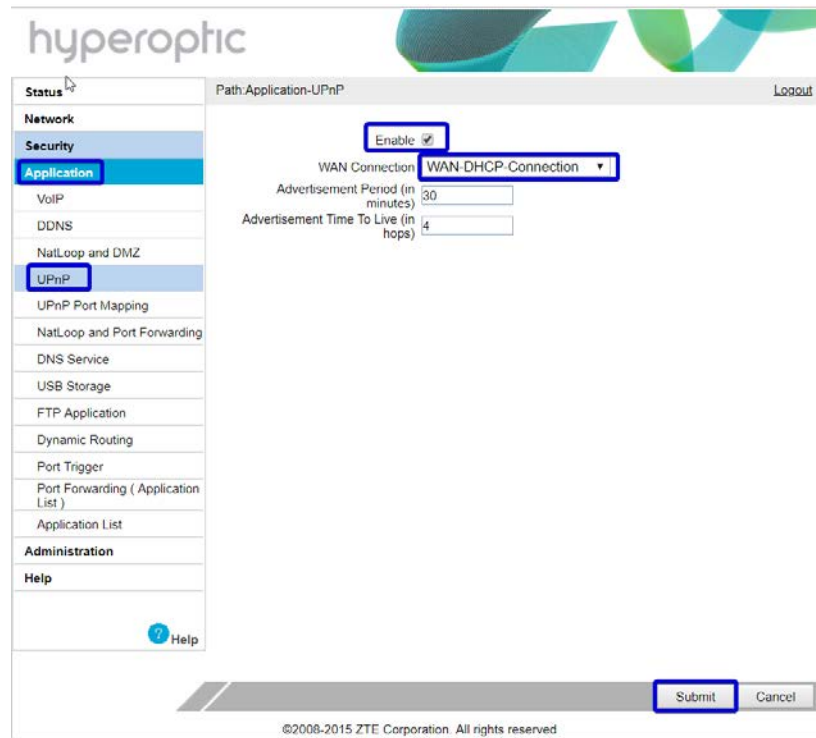 hyperoptic
Status
Path:Application-UPnP
Logout
Network
Security
Application
VoIP
DDNS
NatLoop and DMZ
UPnP
UPnP Port Mapping
NatLoop and Port Forwarding
DNS Service
USB Storage
FTP Application
Dynamic Routing
Port Trigger
Port Forwarding ( Application
List )
Application List
Administration
Help
? Help
Enable
WAN Connection WAN-DHCP-Connection
Advertisement Period (in
minutes) 30
Advertisement Time To Live (in
hops) 4
Submit Cancel
©2008-2015 ZTE Corporation. All rights reserved